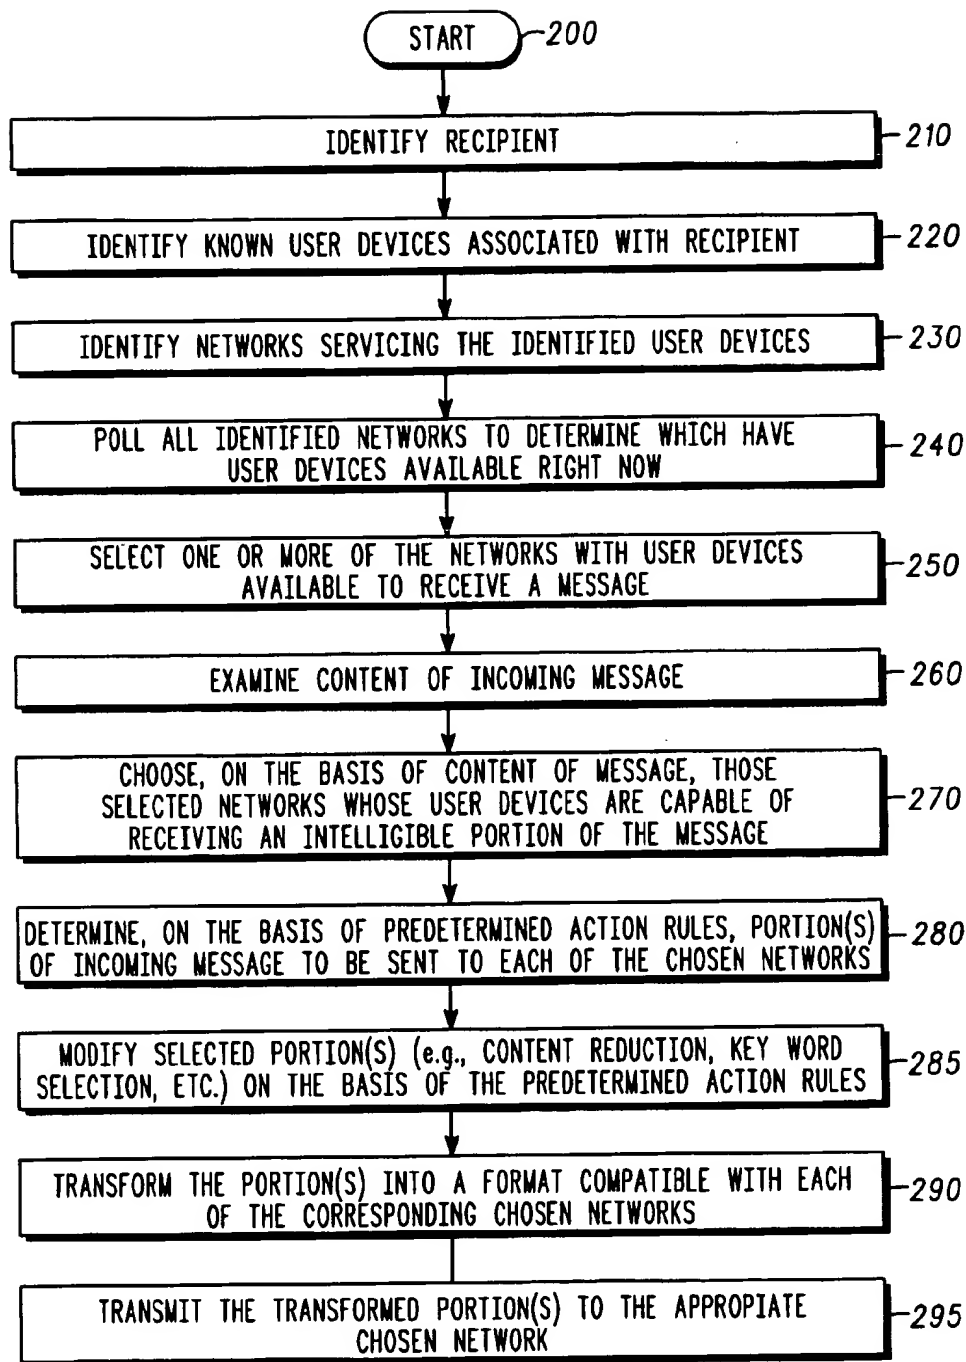 START
200
IDENTIFY RECIPIENT
210
IDENTIFY KNOWN USER DEVICES ASSOCIATED WITH RECIPIENT
220
IDENTIFY NETWORKS SERVICING THE IDENTIFIED USER DEVICES
230
POLL ALL IDENTIFIED NETWORKS TO DETERMINE WHICH HAVE
USER DEVICES AVAILABLE RIGHT NOW
240
SELECT ONE OR MORE OF THE NETWORKS WITH USER DEVICES
AVAILABLE TO RECEIVE A MESSAGE
250
EXAMINE CONTENT OF INCOMING MESSAGE
260
CHOOSE, ON THE BASIS OF CONTENT OF MESSAGE, THOSE
SELECTED NETWORKS WHOSE USER DEVICES ARE CAPABLE OF
RECEIVING AN INTELLIGIBLE PORTION OF THE MESSAGE
270
DETERMINE, ON THE BASIS OF PREDETERMINED ACTION RULES, PORTION(S)
OF INCOMING MESSAGE TO BE SENT TO EACH OF THE CHOSEN NETWORKS
280
MODIFY SELECTED PORTION(S) (e.g., CONTENT REDUCTION, KEY WORD
SELECTION, ETC.) ON THE BASIS OF THE PREDETERMINED ACTION RULES
285
TRANSFORM THE PORTION(S) INTO A FORMAT COMPATIBLE WITH EACH
OF THE CORRESPONDING CHOSEN NETWORKS
290
TRANSMIT THE TRANSFORMED PORTION(S) TO THE APPROPIATE
CHOSEN NETWORK
295